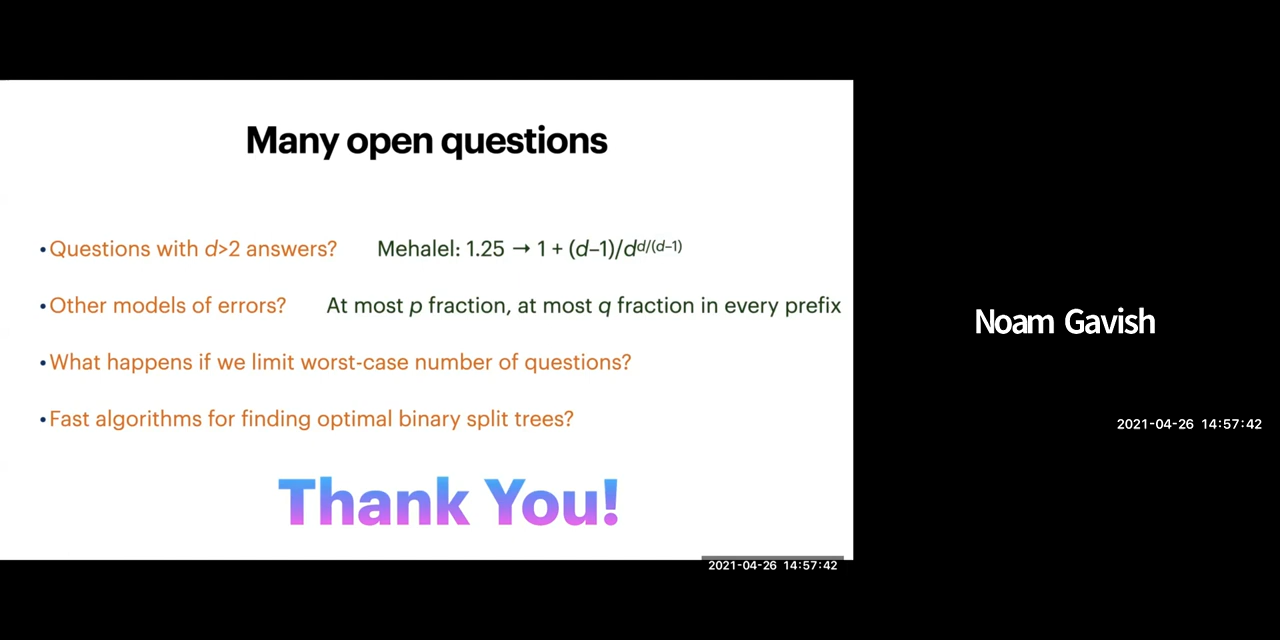 Many open questions
•Questions with d>2 answers? Mehalel: 1.25 → 1 + (d–1)/d^d/(d–1)
•Other models of errors? At most p fraction, at most q fraction in every prefix
•What happens if we limit worst-case number of questions?
•Fast algorithms for finding optimal binary split trees?
Thank You!
2021-04-26 14:57:42
Noam Gavish
2021-04-26 14:57:42